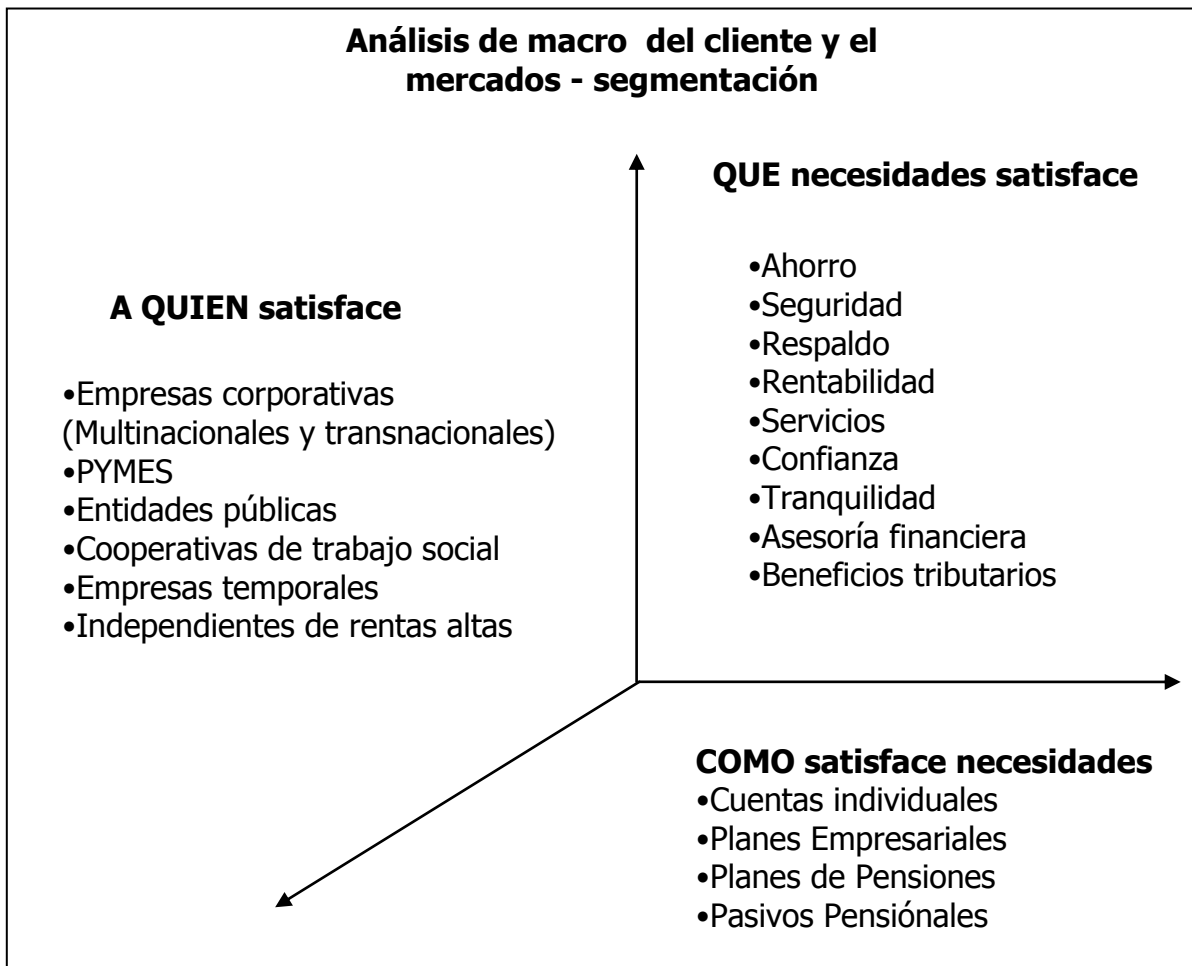 Análisis de macro  del cliente y el
mercados - segmentación
QUE necesidades satisface
•Ahorro
•Seguridad
•Respaldo
•Rentabilidad
•Servicios
•Confianza
•Tranquilidad
•Asesoría financiera
•Beneficios tributarios
A QUIEN satisface
•Empresas corporativas
(Multinacionales y transnacionales)
•PYMES
•Entidades públicas
•Cooperativas de trabajo social
•Empresas temporales
•Independientes de rentas altas
COMO satisface necesidades
•Cuentas individuales
•Planes Empresariales
•Planes de Pensiones
•Pasivos Pensiónales